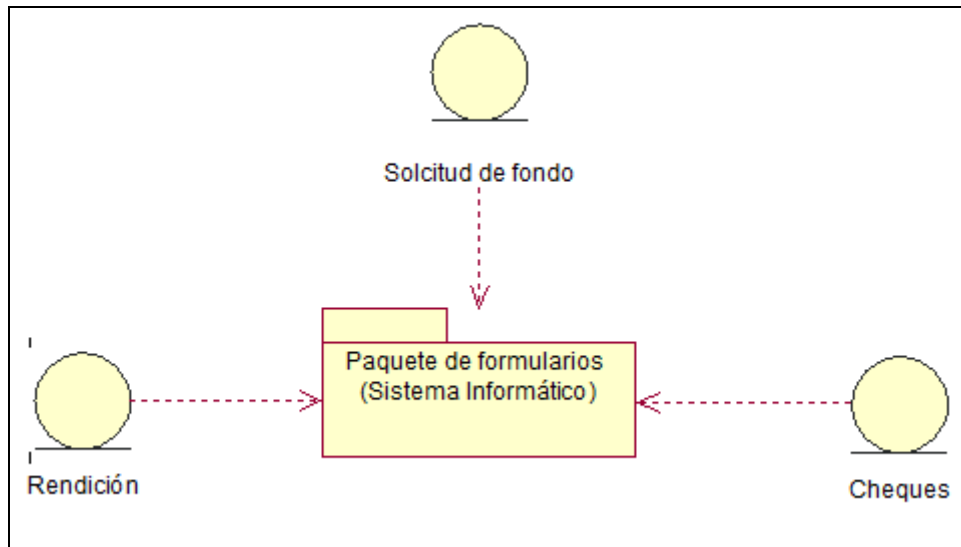 Solcitud de fondo
Paquete de formularios
(Sistema Informático)
Rendición
Cheques